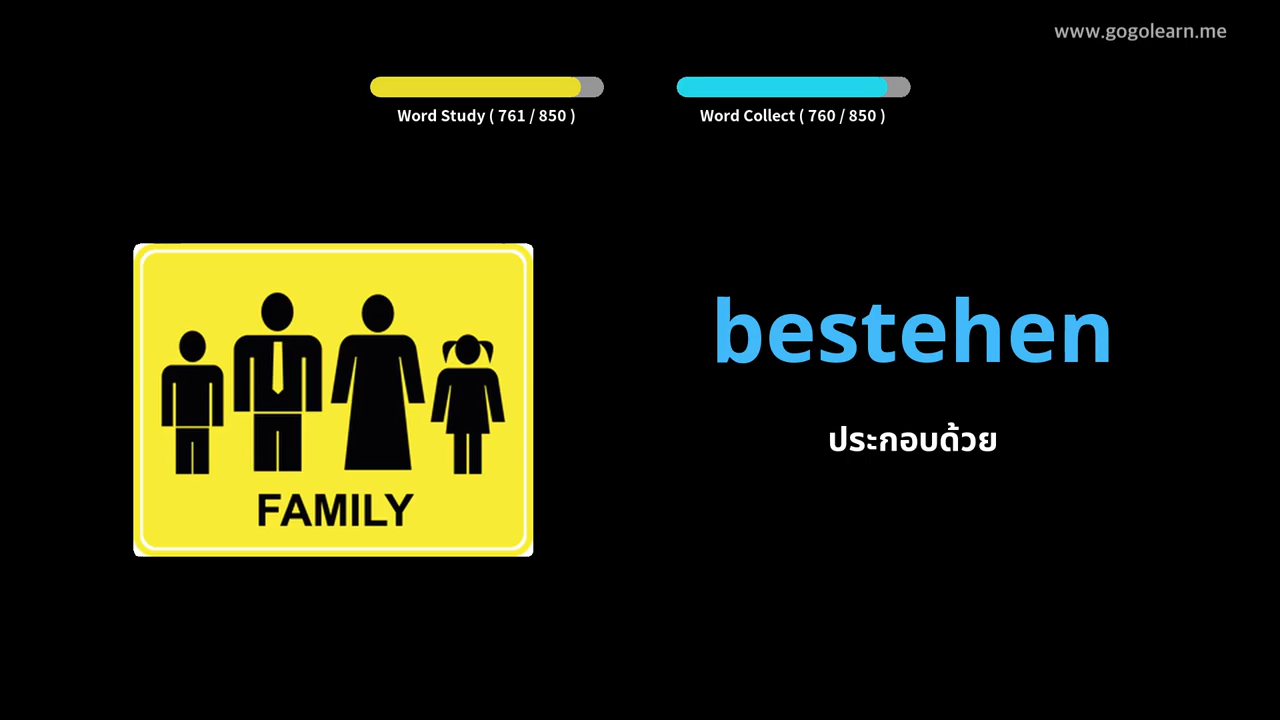 www.gogolearn.me
Word Study ( 761 / 850 )
Word Collect ( 760 / 850 )
FAMILY
bestehen
ประกอบด้วย